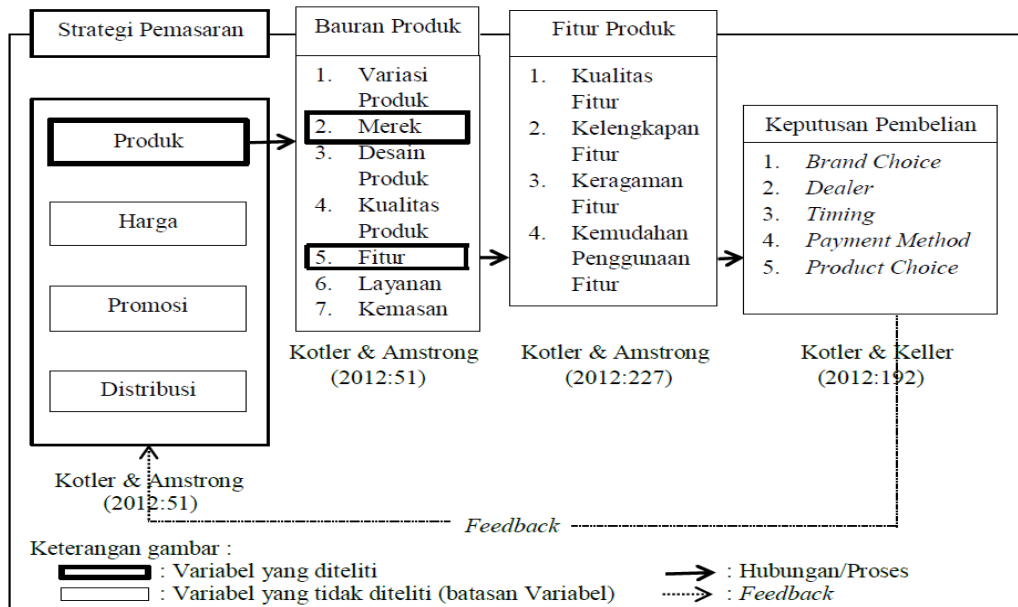 Strategi Pemasaran
Produk
Harga
Promosi
Distribusi
Kotler & Amstrong
(2012:51)
Bauran Produk
1. Variasi
Produk
2. Merek
3. Desain
Produk
4. Kualitas
Produk
5. Fitur
6. Layanan
7. Kemasan
Kotler & Amstrong
(2012:51)
Fitur Produk
1. Kualitas
Fitur
2. Kelengkapan
Fitur
3. Keragaman
Fitur
4. Kemudahan
Penggunaan
Fitur
Kotler & Amstrong
(2012:227)
Keputusan Pembelian
1. Brand Choice
2. Dealer
3. Timing
4. Payment Method
5. Product Choice
Kotler & Keller
(2012:192)
Feedback
Keterangan gambar :
: Variabel yang diteliti
: Variabel yang tidak diteliti (batasan Variabel)
: Hubungan/Proses
: Feedback